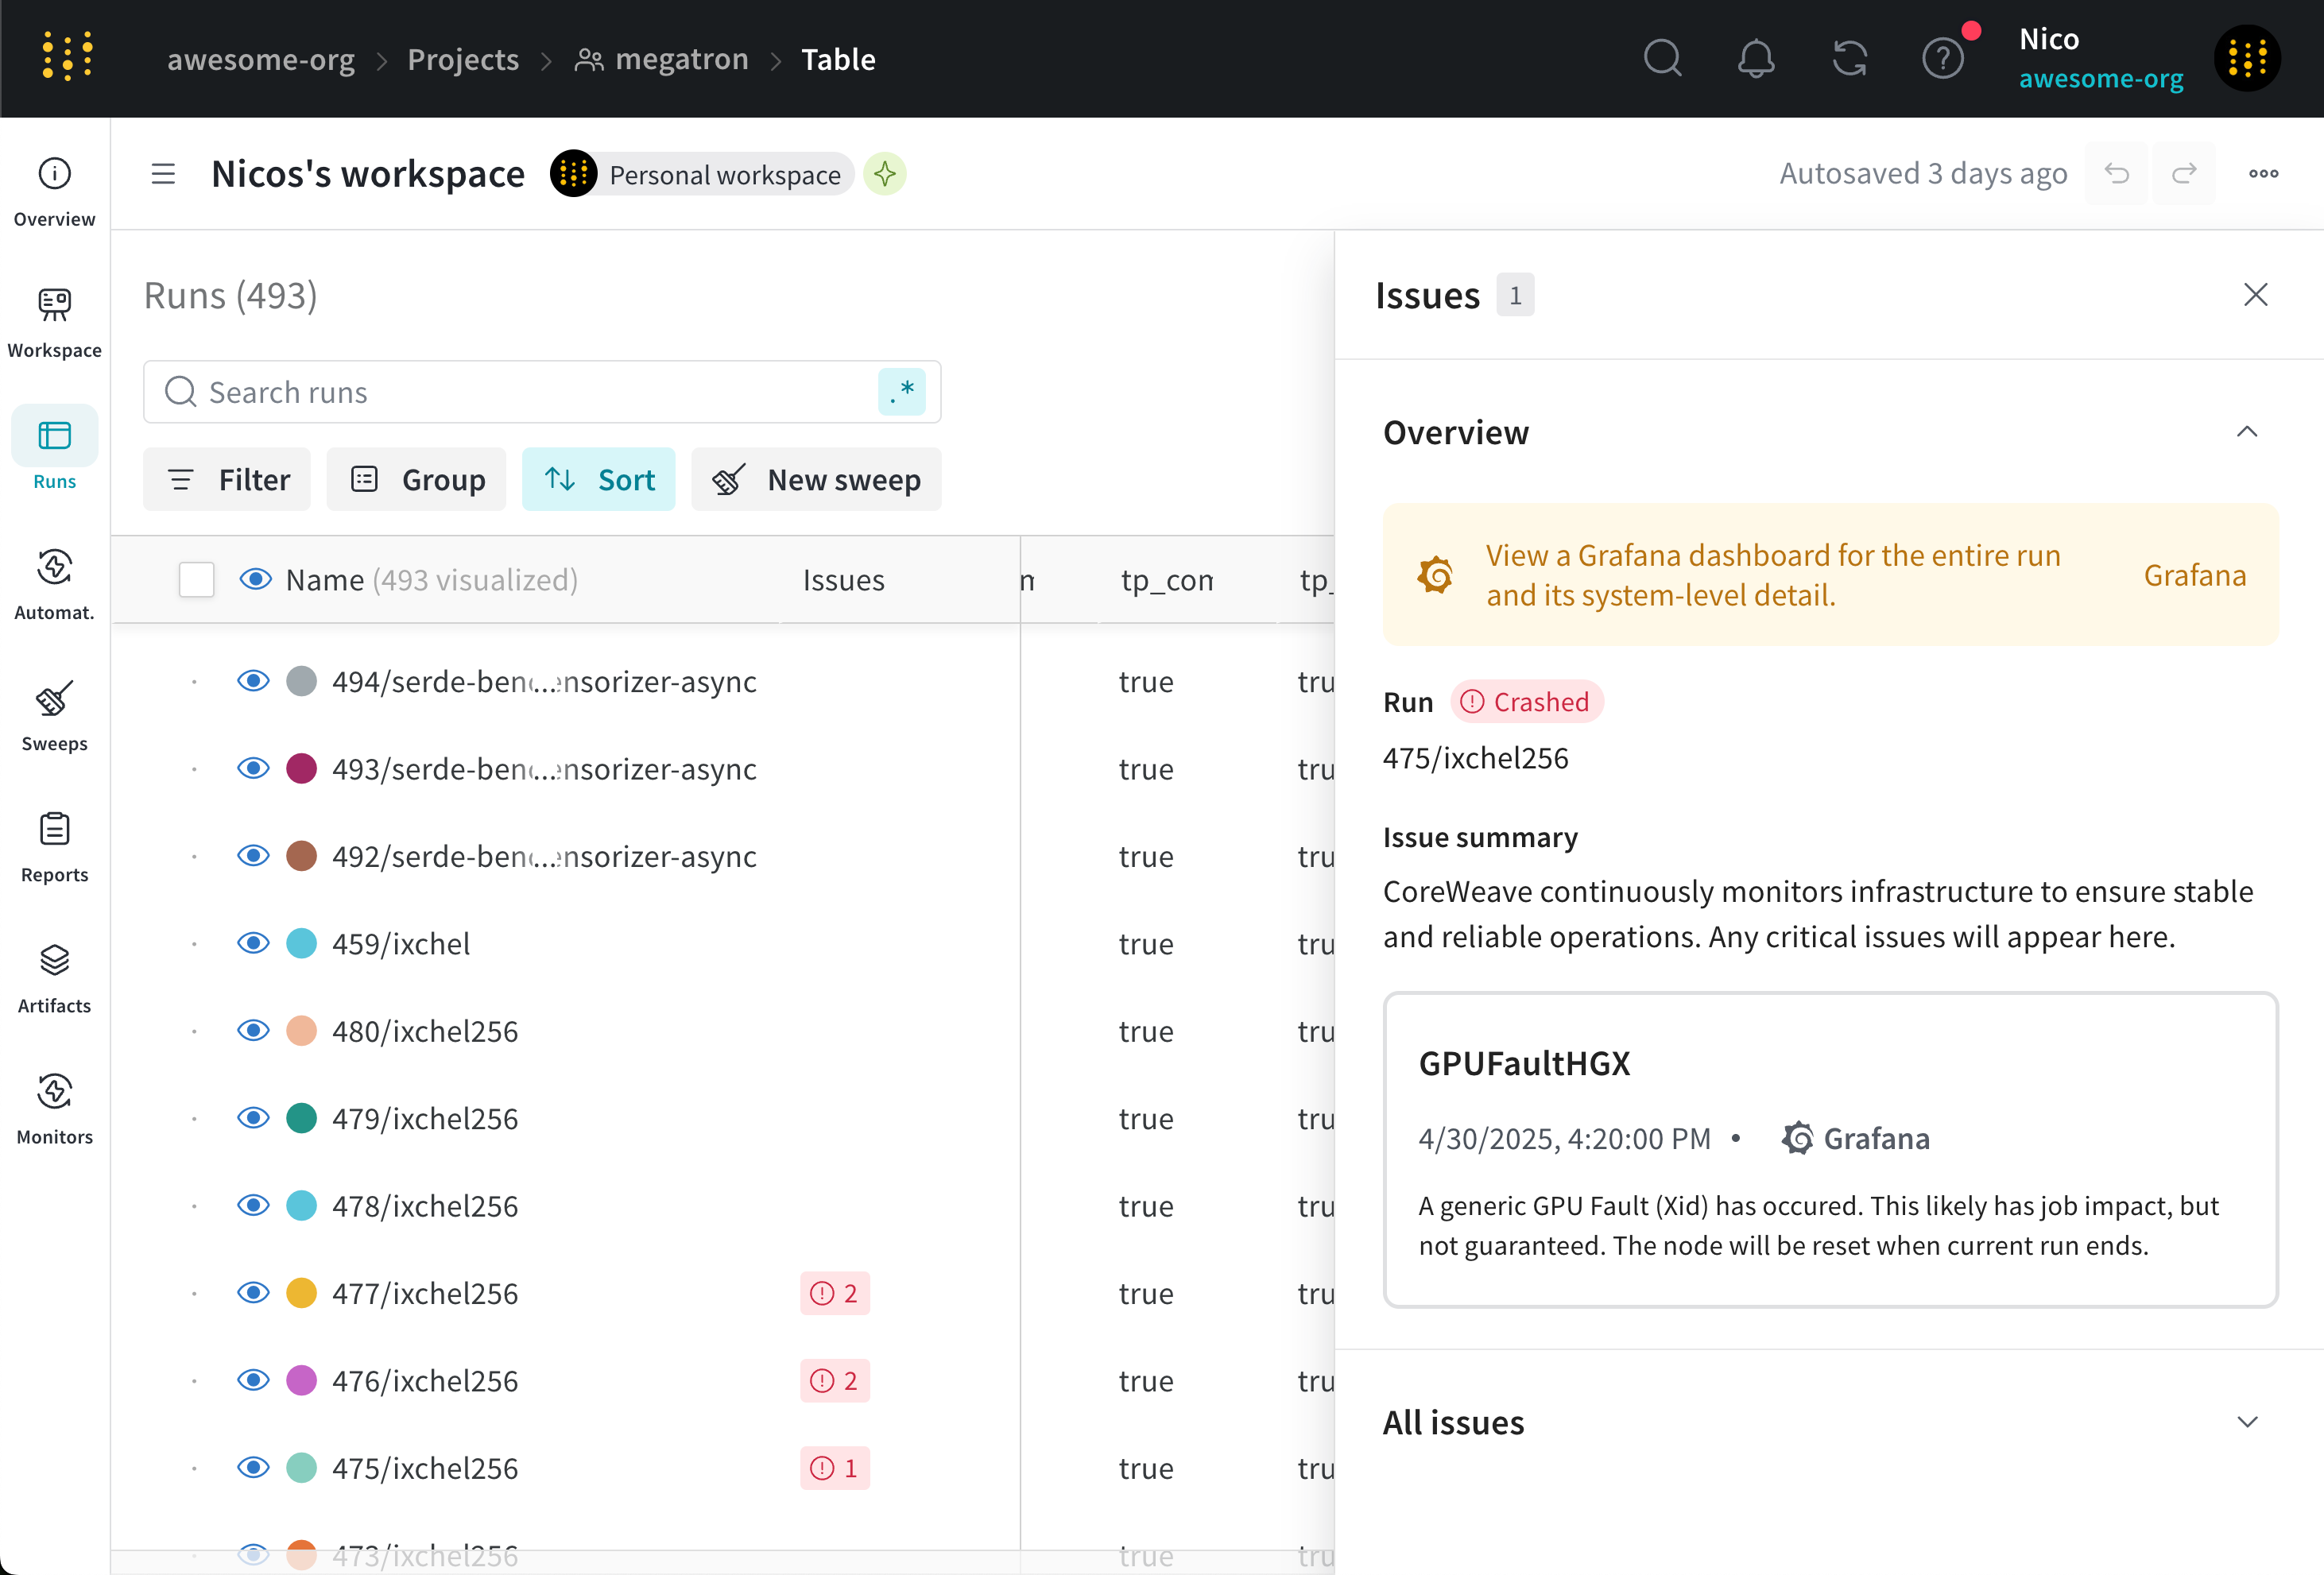 awesome-org > Projects > megatron > Table
Nico
awesome-org
Overview
Workspace
Runs
Automat.
Sweeps
Reports
Artifacts
Monitors
Nicos's workspace
Personal workspace
Autosaved 3 days ago
Runs (493)
Search runs
.*
Filter
Group
Sort
New sweep
Name (493 visualized)
Issues
tp_con
tp_
494/serde-ben...ensorizer-async
true
tru
493/serde-ben...ensorizer-async
true
tru
492/serde-ben...ensorizer-async
true
tru
459/ixchel
true
tru
480/ixchel256
true
tru
479/ixchel256
true
tru
478/ixchel256
true
tru
477/ixchel256
2
true
tru
476/ixchel256
2
true
tru
475/ixchel256
1
true
tru
473/ixchel256
true
tru
Issues 1
Overview
View a Grafana dashboard for the entire run
and its system-level detail.
Grafana
Run
Crashed
475/ixchel256
Issue summary
CoreWeave continuously monitors infrastructure to ensure stable
and reliable operations. Any critical issues will appear here.
GPUFaultHGX
4/30/2025, 4:20:00 PM • Grafana
A generic GPU Fault (Xid) has occured. This likely has job impact, but
not guaranteed. The node will be reset when current run ends.
All issues